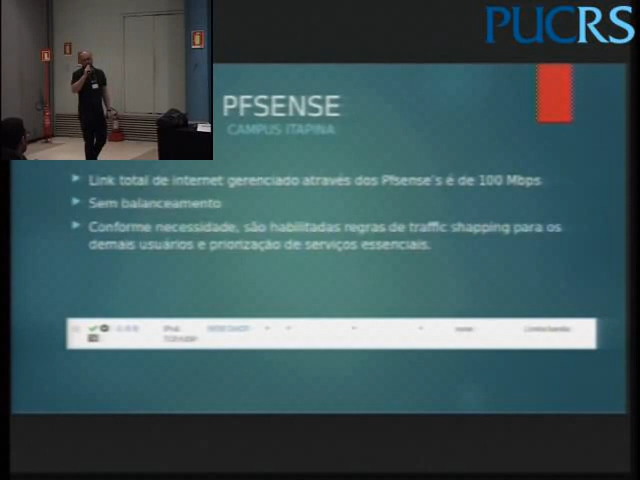 PUCRS
PFSENSE
CAMPUS ITAPINA
Link total de internet gerenciado através dos Pfsense's é de 100 Mbps
Sem balanceamento
Conforme necessidade, são habilitadas regras de traffic shapping para os
demais usuários e priorização de serviços essenciais.